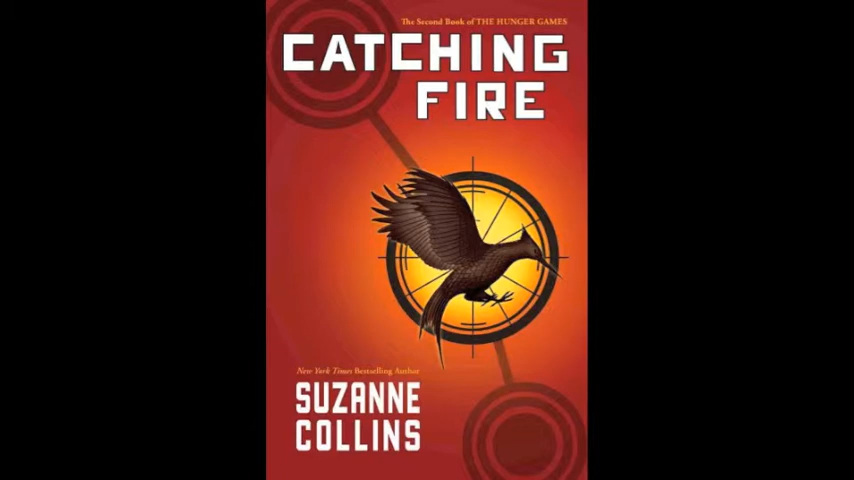 The Second Book of THE HUNGER GAMES
CATCHING
FIRE
New York Times Bestselling Author
SUZANNE
COLLINS